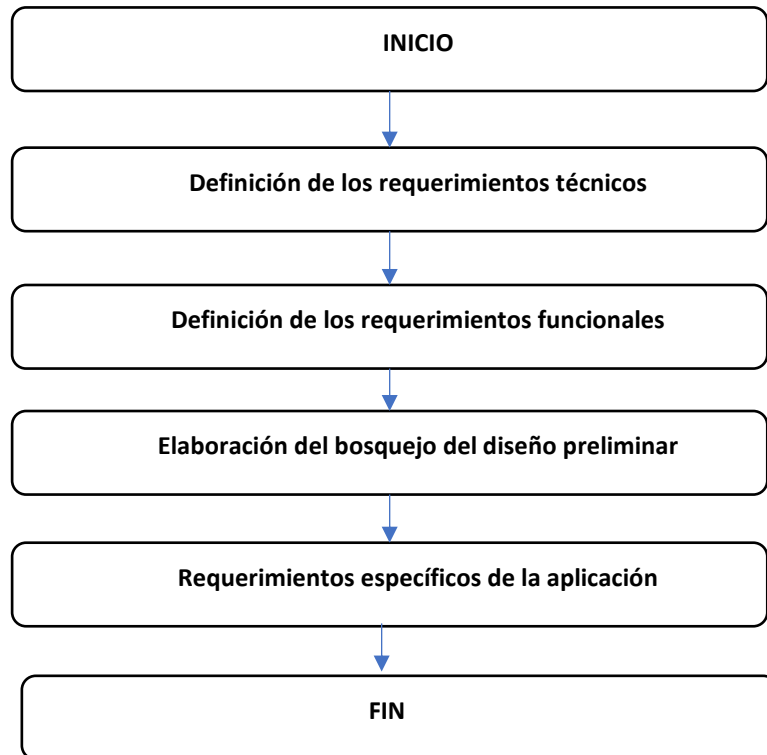 INICIO
Definición de los requerimientos técnicos
Definición de los requerimientos funcionales
Elaboración del bosquejo del diseño preliminar
Requerimientos específicos de la aplicación
FIN